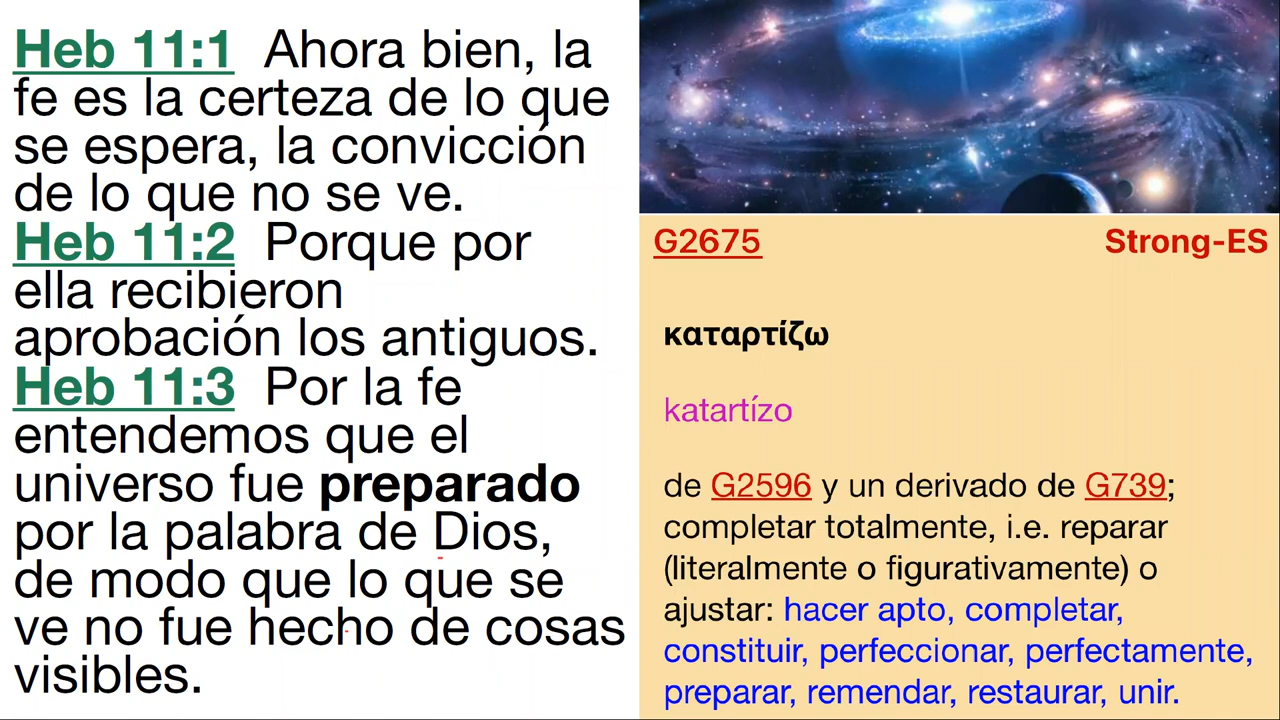 Heb 11:1 Ahora bien, la
fe es la certeza de lo que
se espera, la convicción
de lo que no se ve.
Heb 11:2 Porque por
ella recibieron
aprobación los antiguos.
Heb 11:3 Por la fe
entendemos que el
universo fue preparado
por la palabra de Dios,
de modo que lo que se
ve no fue hecho de cosas
visibles.
G2675 Strong-ES
καταρτίζω
katartízo
de G2596 y un derivado de G739;
completar totalmente, i.e. reparar
(literalmente o figurativamente) o
ajustar: hacer apto, completar,
constituir, perfeccionar, perfectamente,
preparar, remendar, restaurar, unir.